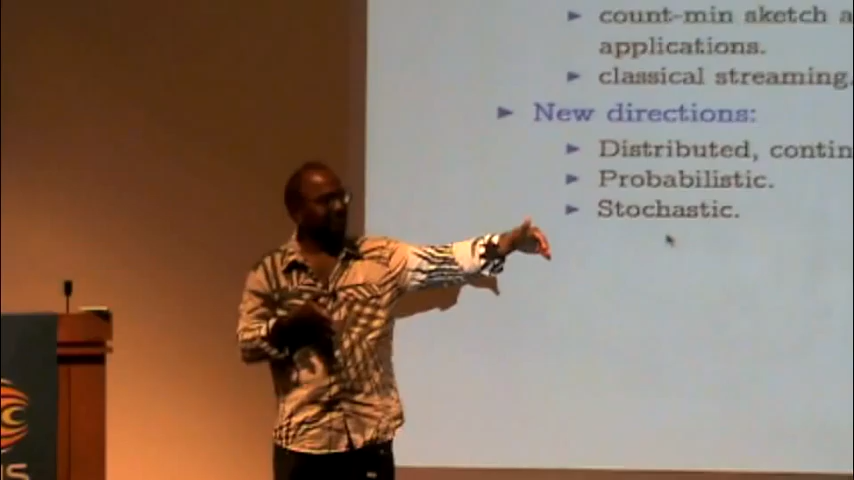 count-min sketch a
applications.
classical streaming.
New directions:
Distributed, contin
Probabilistic.
Stochastic.